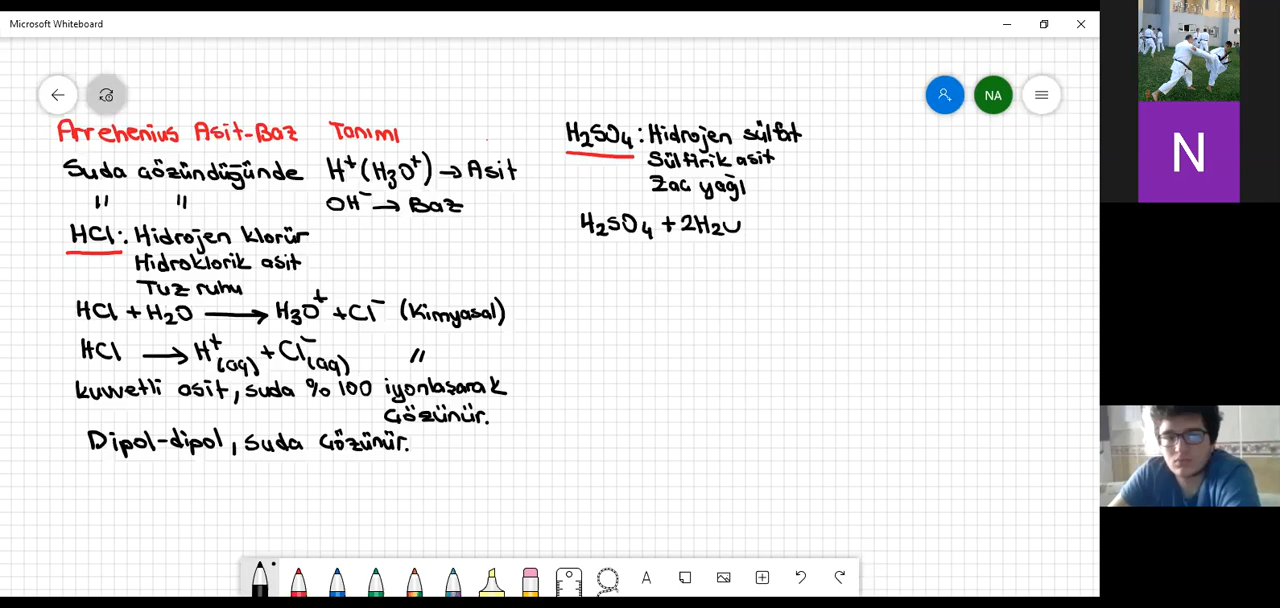 Microsoft Whiteboard
NA
N
Arrehenius Asit-Baz Tanımı
Suda çözündüğünde H⁺(H₃O⁺) → Asit
" " OH⁻ → Baz
HCl: Hidrojen klorür
Hidroklorik asit
Tuz ruhu
HCl + H₂O → H₃O⁺ + Cl⁻ (Kimyasal)
HCl → H⁺(aq) + Cl⁻(aq) "
kuvvetli asit, suda %100 iyonlaşarak
çözünür.
Dipol-dipol, suda çözünür.
H₂SO₄: Hidrojen sülfat
Sülfirik asit
Zaç yağı
H₂SO₄ + 2H₂O
A